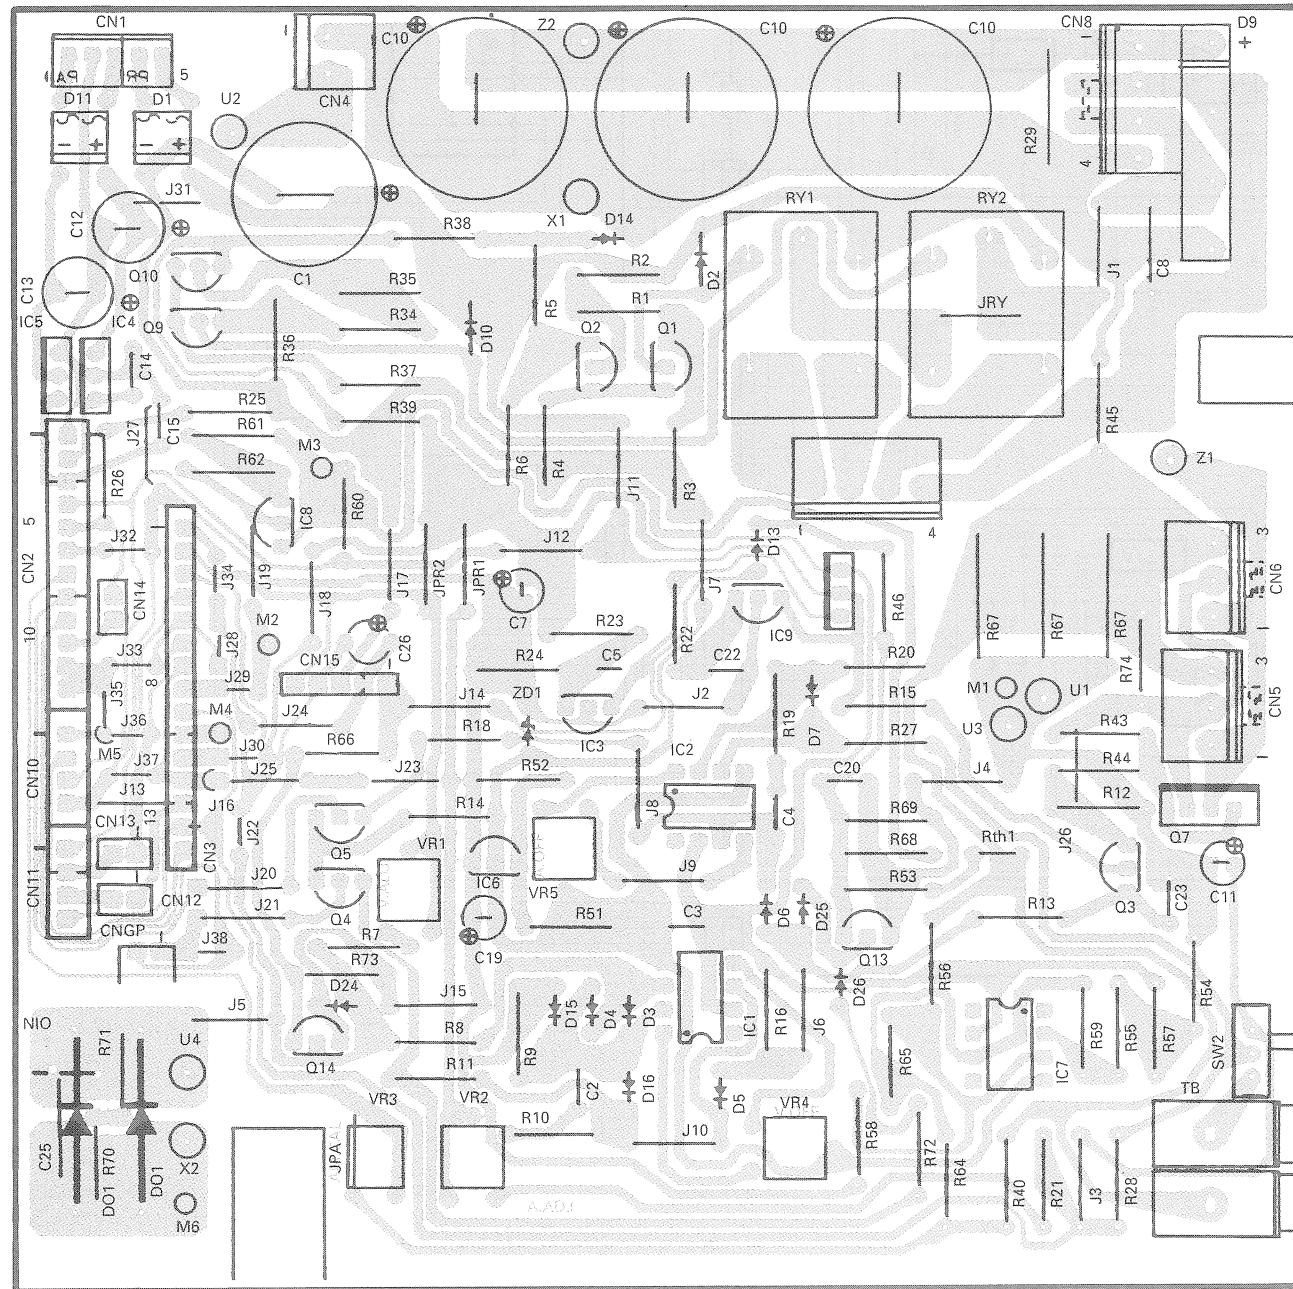 CN1
C10
Z2
C10
C10
CN8
D9
-
1
+
5
D11
D1
U2
CN4
R29
4
J31
C12
X1
D14
RY1
RY2
R38
Q10
C1
R2
D2
J1
C8
C13
R35
R5
IC5
IC4
Q9
R34
R1
JRY
R36
D10
Q2
Q1
C14
R37
R25
R39
J27
C15
R61
R45
M3
R26
R62
R6
R4
J11
R3
Z1
5
IC8
R60
1
4
3
J32
J12
D13
CN2
CN14
J34
J19
J18
J17
JPR2
JPR1
C7
J7
R46
CN6
10
J28
M2
C26
R23
R22
IC9
R67
R67
R67
1
J33
CN15
R24
C5
C22
R20
R74
3
8
J35
J29
J14
ZD1
J2
R19
D7
R15
M1
U1
CN5
J36
M4
J24
R18
IC3
R27
U3
R43
M5
J30
R66
IC2
1
CN10
J37
J25
J23
R52
C20
J4
R44
J13
J16
R14
J8
C4
R69
R12
CN13
13
J22
VR1
Q5
R68
Rth1
J26
Q7
CN11
CN3
J20
IC6
VR5
J9
R53
C11
CN12
J21
Q4
V.ADJ
R51
C3
D6
D25
R13
Q3
C23
CNGP
J38
R7
C19
Q13
R73
R56
R54
D24
D26
NIO
J5
J15
D15
D4
D3
R71
U4
R8
R9
IC1
R16
J6
R65
R59
R55
R57
SW2
Q14
R11
D16
D5
IC7
VR3
VR2
C2
VR4
TB
C25
R70
X2
JPA
R10
J10
R58
R72
R64
R40
R21
J3
R28
DO1
DO1
M6
A.ADJ